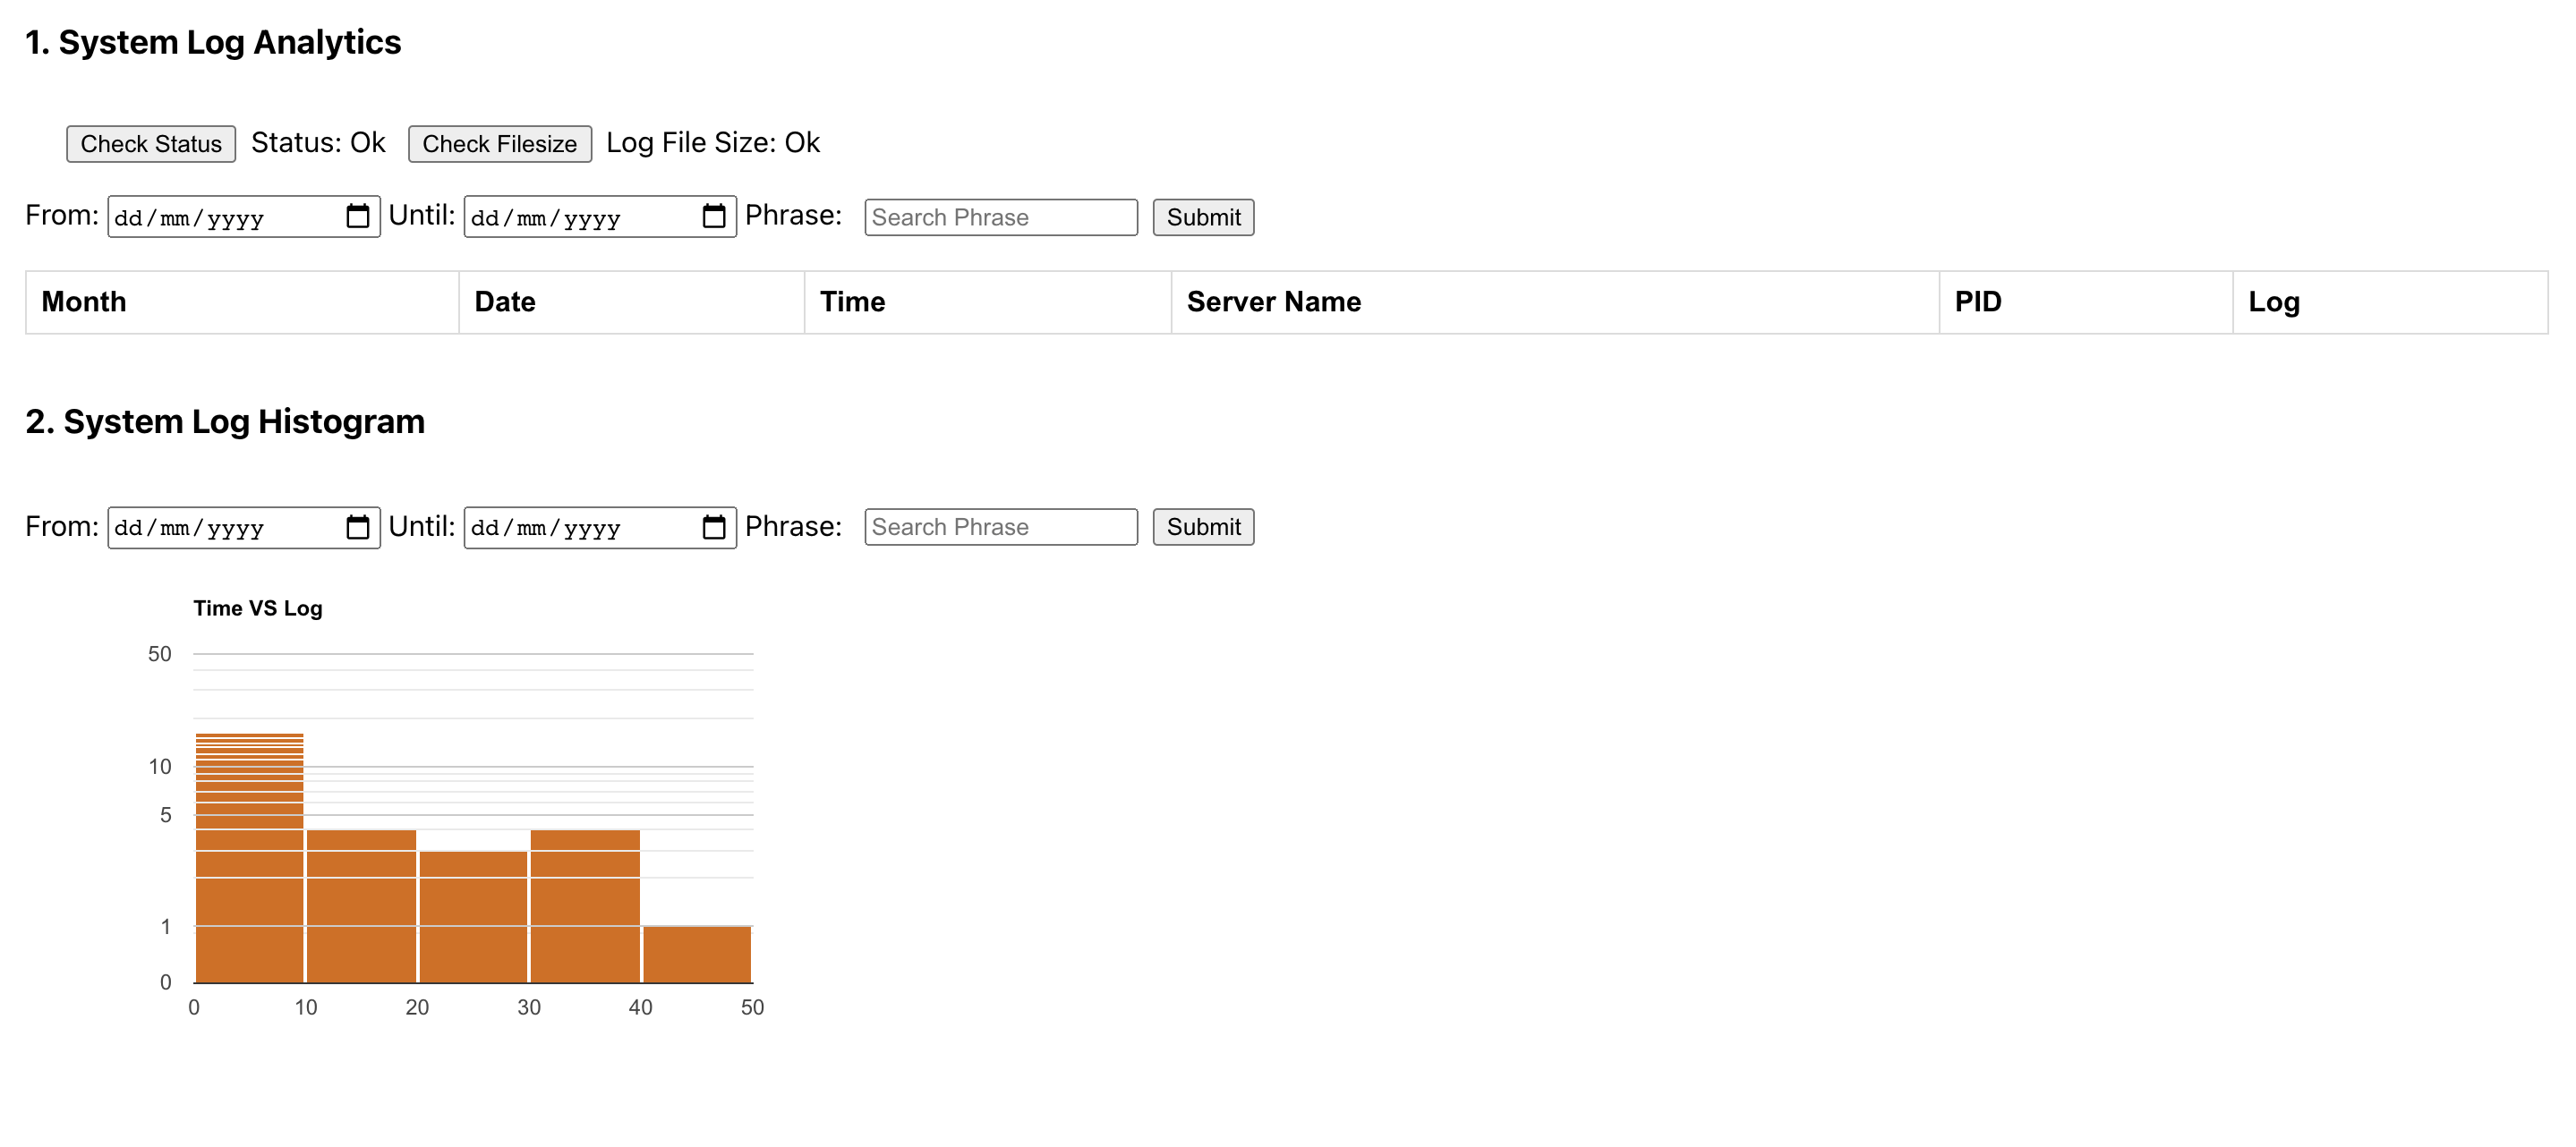 1. System Log Analytics
Check Status Status: Ok Check Filesize Log File Size: Ok
From: dd/mm/yyyy Until: dd/mm/yyyy Phrase: Search Phrase Submit
Month Date Time Server Name PID Log
2. System Log Histogram
From: dd/mm/yyyy Until: dd/mm/yyyy Phrase: Search Phrase Submit
Time VS Log
50
10
5
1
0
0 10 20 30 40 50